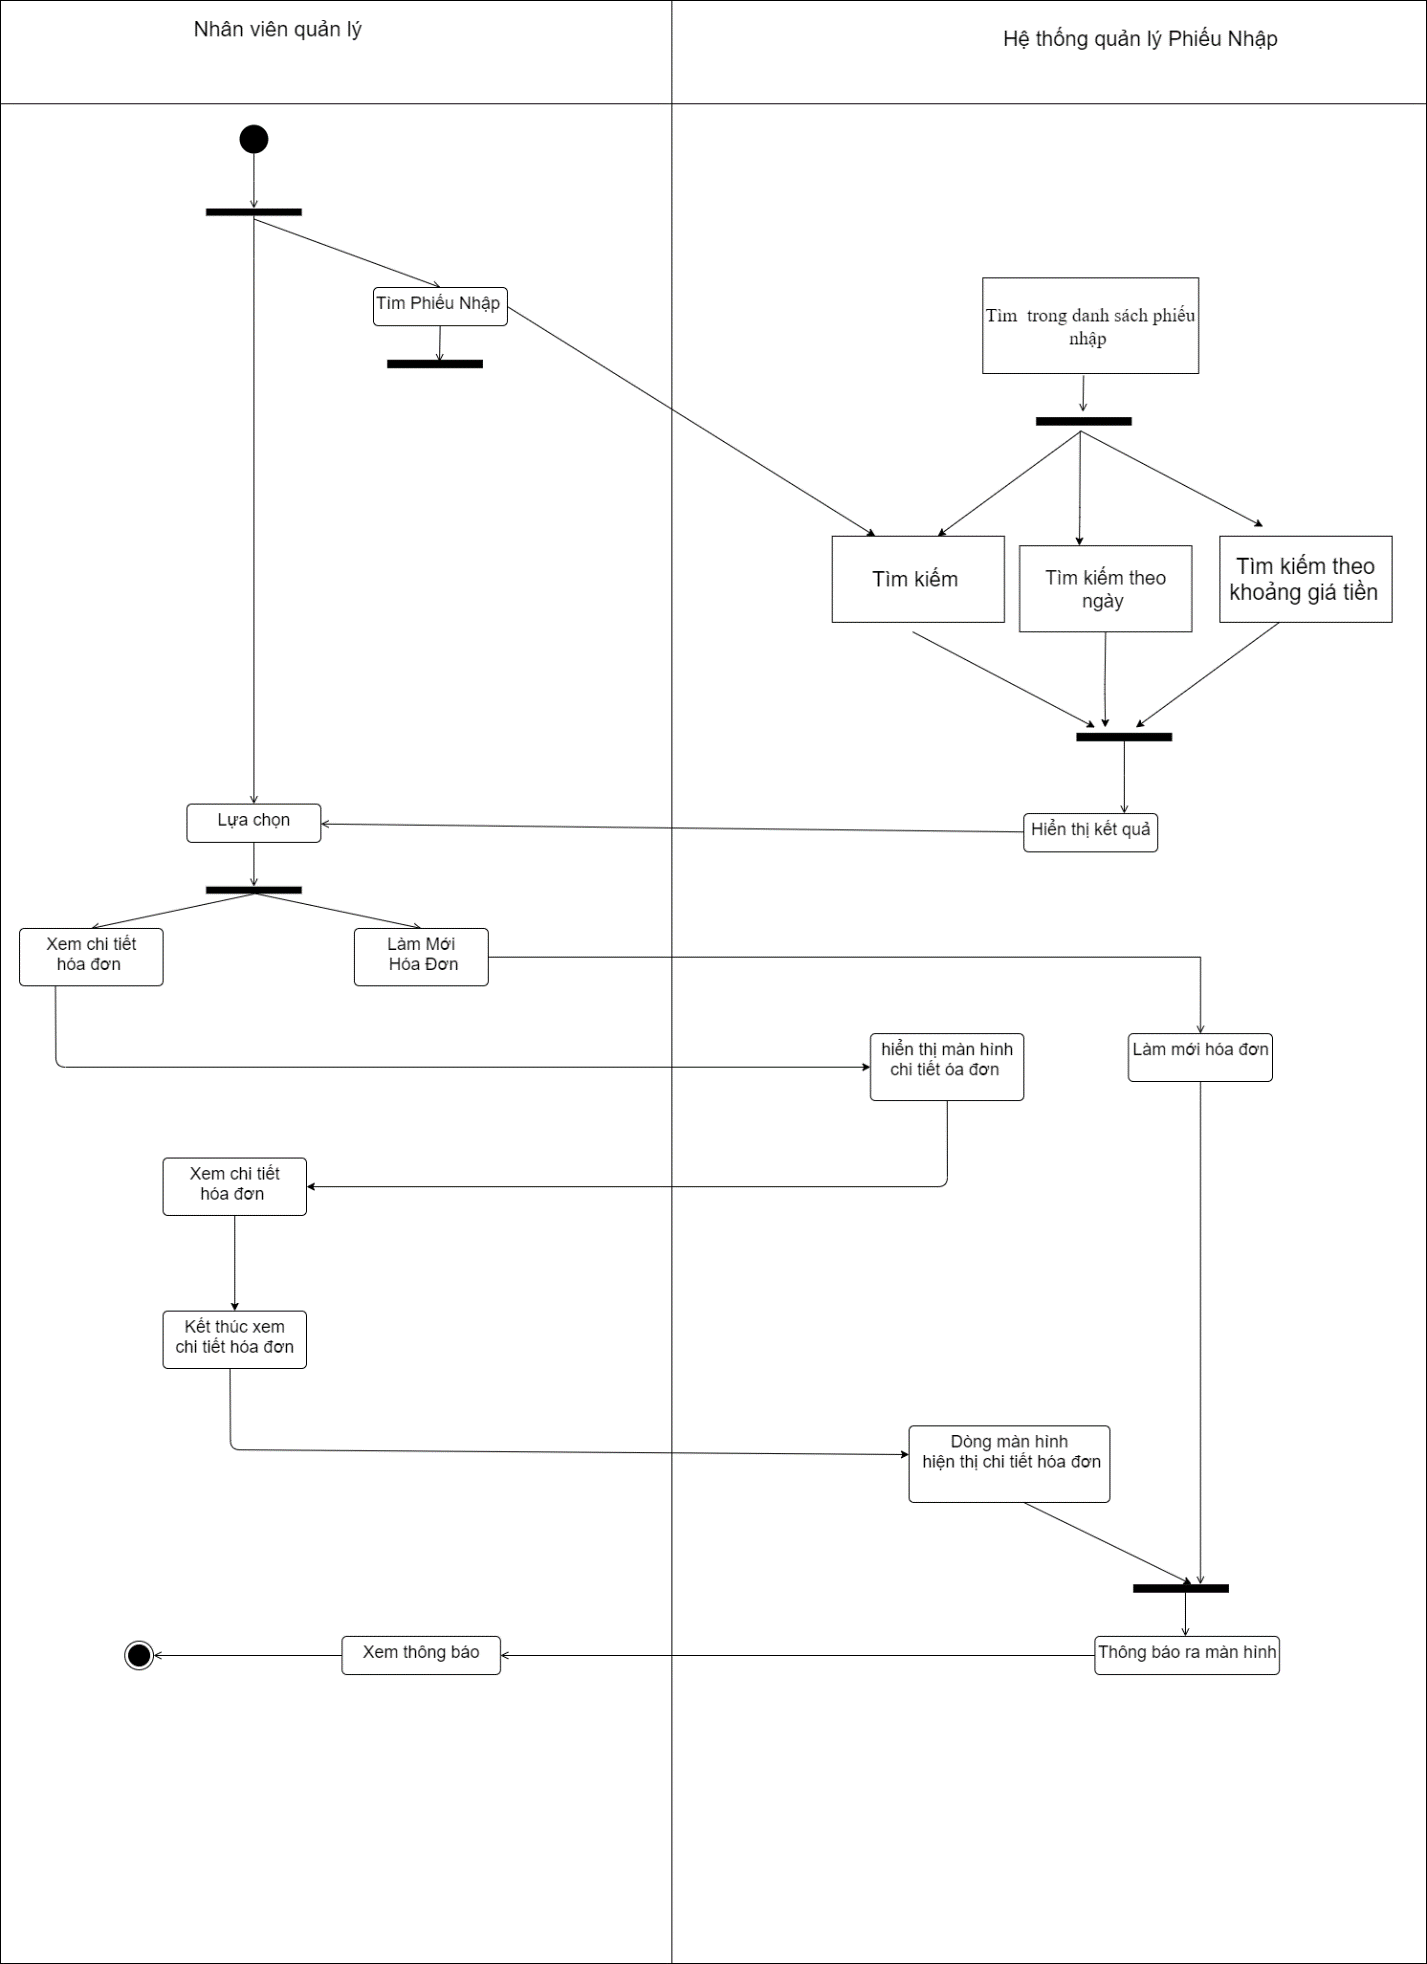 Nhân viên quản lý
Hệ thống quản lý Phiếu Nhập
Tìm Phiếu Nhập
Tìm  trong danh sách phiếu
nhập
Tìm kiếm
Tìm kiếm theo
ngày
Tìm kiếm theo
khoảng giá tiền
Lựa chọn
Hiển thị kết quả
Xem chi tiết
hóa đơn
Làm Mới
Hóa Đơn
hiển thị màn hình
chi tiết óa đơn
Làm mới hóa đơn
Xem chi tiết
hóa đơn
Kết thúc xem
chi tiết hóa đơn
Dòng màn hình
hiện thị chi tiết hóa đơn
Xem thông báo
Thông báo ra màn hình